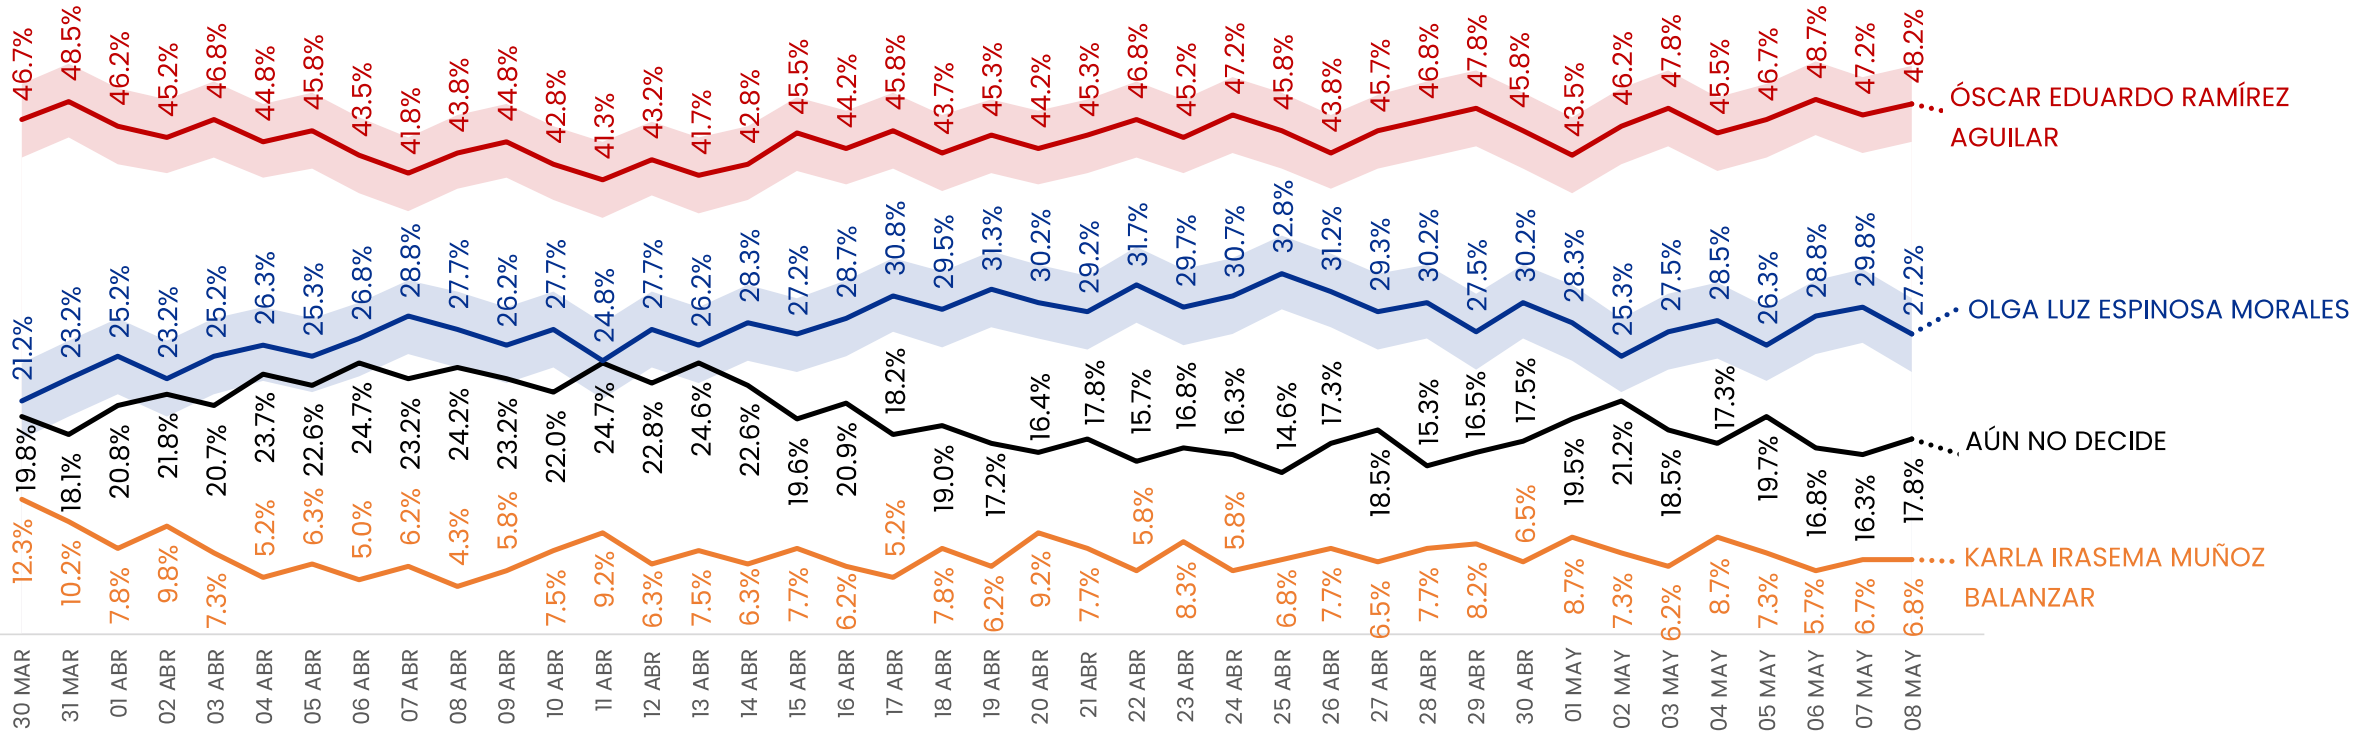 46.7% 48.5% 46.2% 45.2% 46.8% 44.8% 45.8% 43.5% 41.8% 43.8% 44.8% 42.8% 41.3% 43.2% 41.7% 42.8% 45.5% 44.2% 45.8% 43.7% 45.3% 44.2% 45.3% 46.8% 45.2% 47.2% 45.8% 43.8% 45.7% 46.8% 47.8% 45.8% 43.5% 46.2% 47.8% 45.5% 46.7% 48.7% 47.2% 48.2%
ÓSCAR EDUARDO RAMÍREZ
AGUILAR
21.2% 23.2% 25.2% 23.2% 25.2% 26.3% 25.3% 26.8% 28.8% 27.7% 26.2% 27.7% 24.8% 27.7% 26.2% 28.3% 27.2% 28.7% 30.8% 29.5% 31.3% 30.2% 29.2% 31.7% 29.7% 30.7% 32.8% 31.2% 29.3% 30.2% 27.5% 30.2% 28.3% 25.3% 27.5% 28.5% 26.3% 28.8% 29.8% 27.2%
OLGA LUZ ESPINOSA MORALES
19.8% 18.1% 20.8% 21.8% 20.7% 23.7% 22.6% 24.7% 23.2% 24.2% 23.2% 22.0% 24.7% 22.8% 24.6% 22.6% 19.6% 20.9% 18.2% 19.0% 17.2% 16.4% 17.8% 15.7% 16.8% 16.3% 14.6% 17.3% 18.5% 15.3% 16.5% 17.5% 19.5% 21.2% 18.5% 17.3% 19.7% 16.8% 16.3% 17.8%
AÚN NO DECIDE
12.3% 10.2% 7.8% 9.8% 7.3% 5.2% 6.3% 5.0% 6.2% 4.3% 5.8% 7.5% 9.2% 6.3% 7.5% 6.3% 7.7% 6.2% 5.2% 7.8% 6.2% 9.2% 7.7% 5.8% 8.3% 5.8% 6.8% 7.7% 6.5% 7.7% 8.2% 6.5% 8.7% 7.3% 6.2% 8.7% 7.3% 5.7% 6.7% 6.8%
KARLA IRASEMA MUÑOZ
BALANZAR
30 MAR 31 MAR 01 ABR 02 ABR 03 ABR 04 ABR 05 ABR 06 ABR 07 ABR 08 ABR 09 ABR 10 ABR 11 ABR 12 ABR 13 ABR 14 ABR 15 ABR 16 ABR 17 ABR 18 ABR 19 ABR 20 ABR 21 ABR 22 ABR 23 ABR 24 ABR 25 ABR 26 ABR 27 ABR 28 ABR 29 ABR 30 ABR 01 MAY 02 MAY 03 MAY 04 MAY 05 MAY 06 MAY 07 MAY 08 MAY